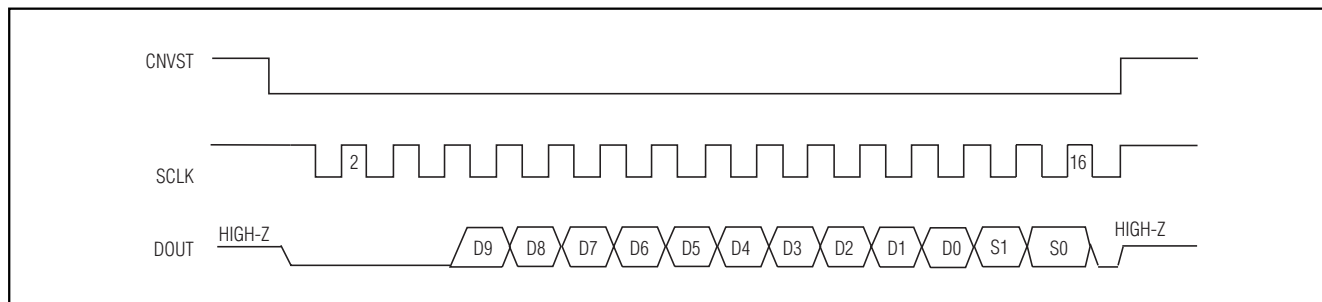 CNVST
SCLK
2
16
DOUT
HIGH-Z
D9 D8 D7 D6 D5 D4 D3 D2 D1 D0 S1 S0
HIGH-Z